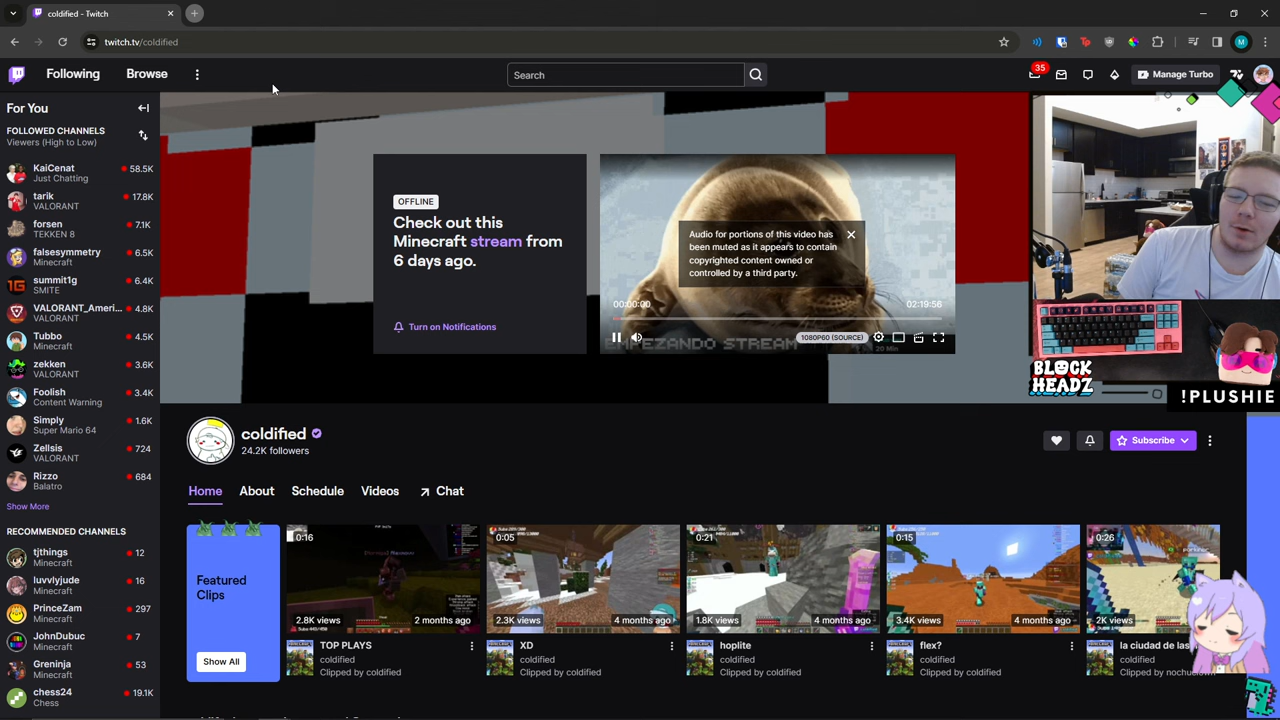 coldified - Twitch
twitch.tv/coldified
M
Following
Browse
Search
35
Manage Turbo
For You
FOLLOWED CHANNELS
Viewers (High to Low)
KaiCenat
58.5K
Just Chatting
tarik
17.8K
VALORANT
forsen
7.1K
TEKKEN 8
falsesymmetry
6.5K
Minecraft
summit1g
6.4K
SMITE
VALORANT_Ameri...
4.8K
VALORANT
Tubbo
4.5K
Minecraft
zekken
3.6K
VALORANT
Foolish
3.4K
Content Warning
Simply
1.6K
Super Mario 64
Zellsis
724
VALORANT
Rizzo
684
Balatro
Show More
RECOMMENDED CHANNELS
tjthings
12
Minecraft
luvvlyjude
16
Minecraft
PrinceZam
297
Minecraft
JohnDubuc
7
Minecraft
Greninja
53
Minecraft
chess24
19.1K
Chess
OFFLINE
Check out this
Minecraft stream from
6 days ago.
Turn on Notifications
Audio for portions of this video has
been muted as it appears to contain
copyrighted content owned or
controlled by a third party.
00:00:00
02:19:56
1080P60 (SOURCE)
EMPEZANDO STREAM
20 Min
BLOCK
HEADZ
!PLUSHIE
coldified
24.2K followers
Subscribe
Home
About
Schedule
Videos
Chat
Featured
Clips
Show All
0:16
2.8K views
2 months ago
TOP PLAYS
coldified
Clipped by coldified
0:05
2.3K views
4 months ago
XD
coldified
Clipped by coldified
0:21
1.8K views
4 months ago
hoplite
coldified
Clipped by coldified
0:15
3.4K views
4 months ago
flex?
coldified
Clipped by coldified
0:26
2K views
la ciudad de las
coldified
Clipped by nochu